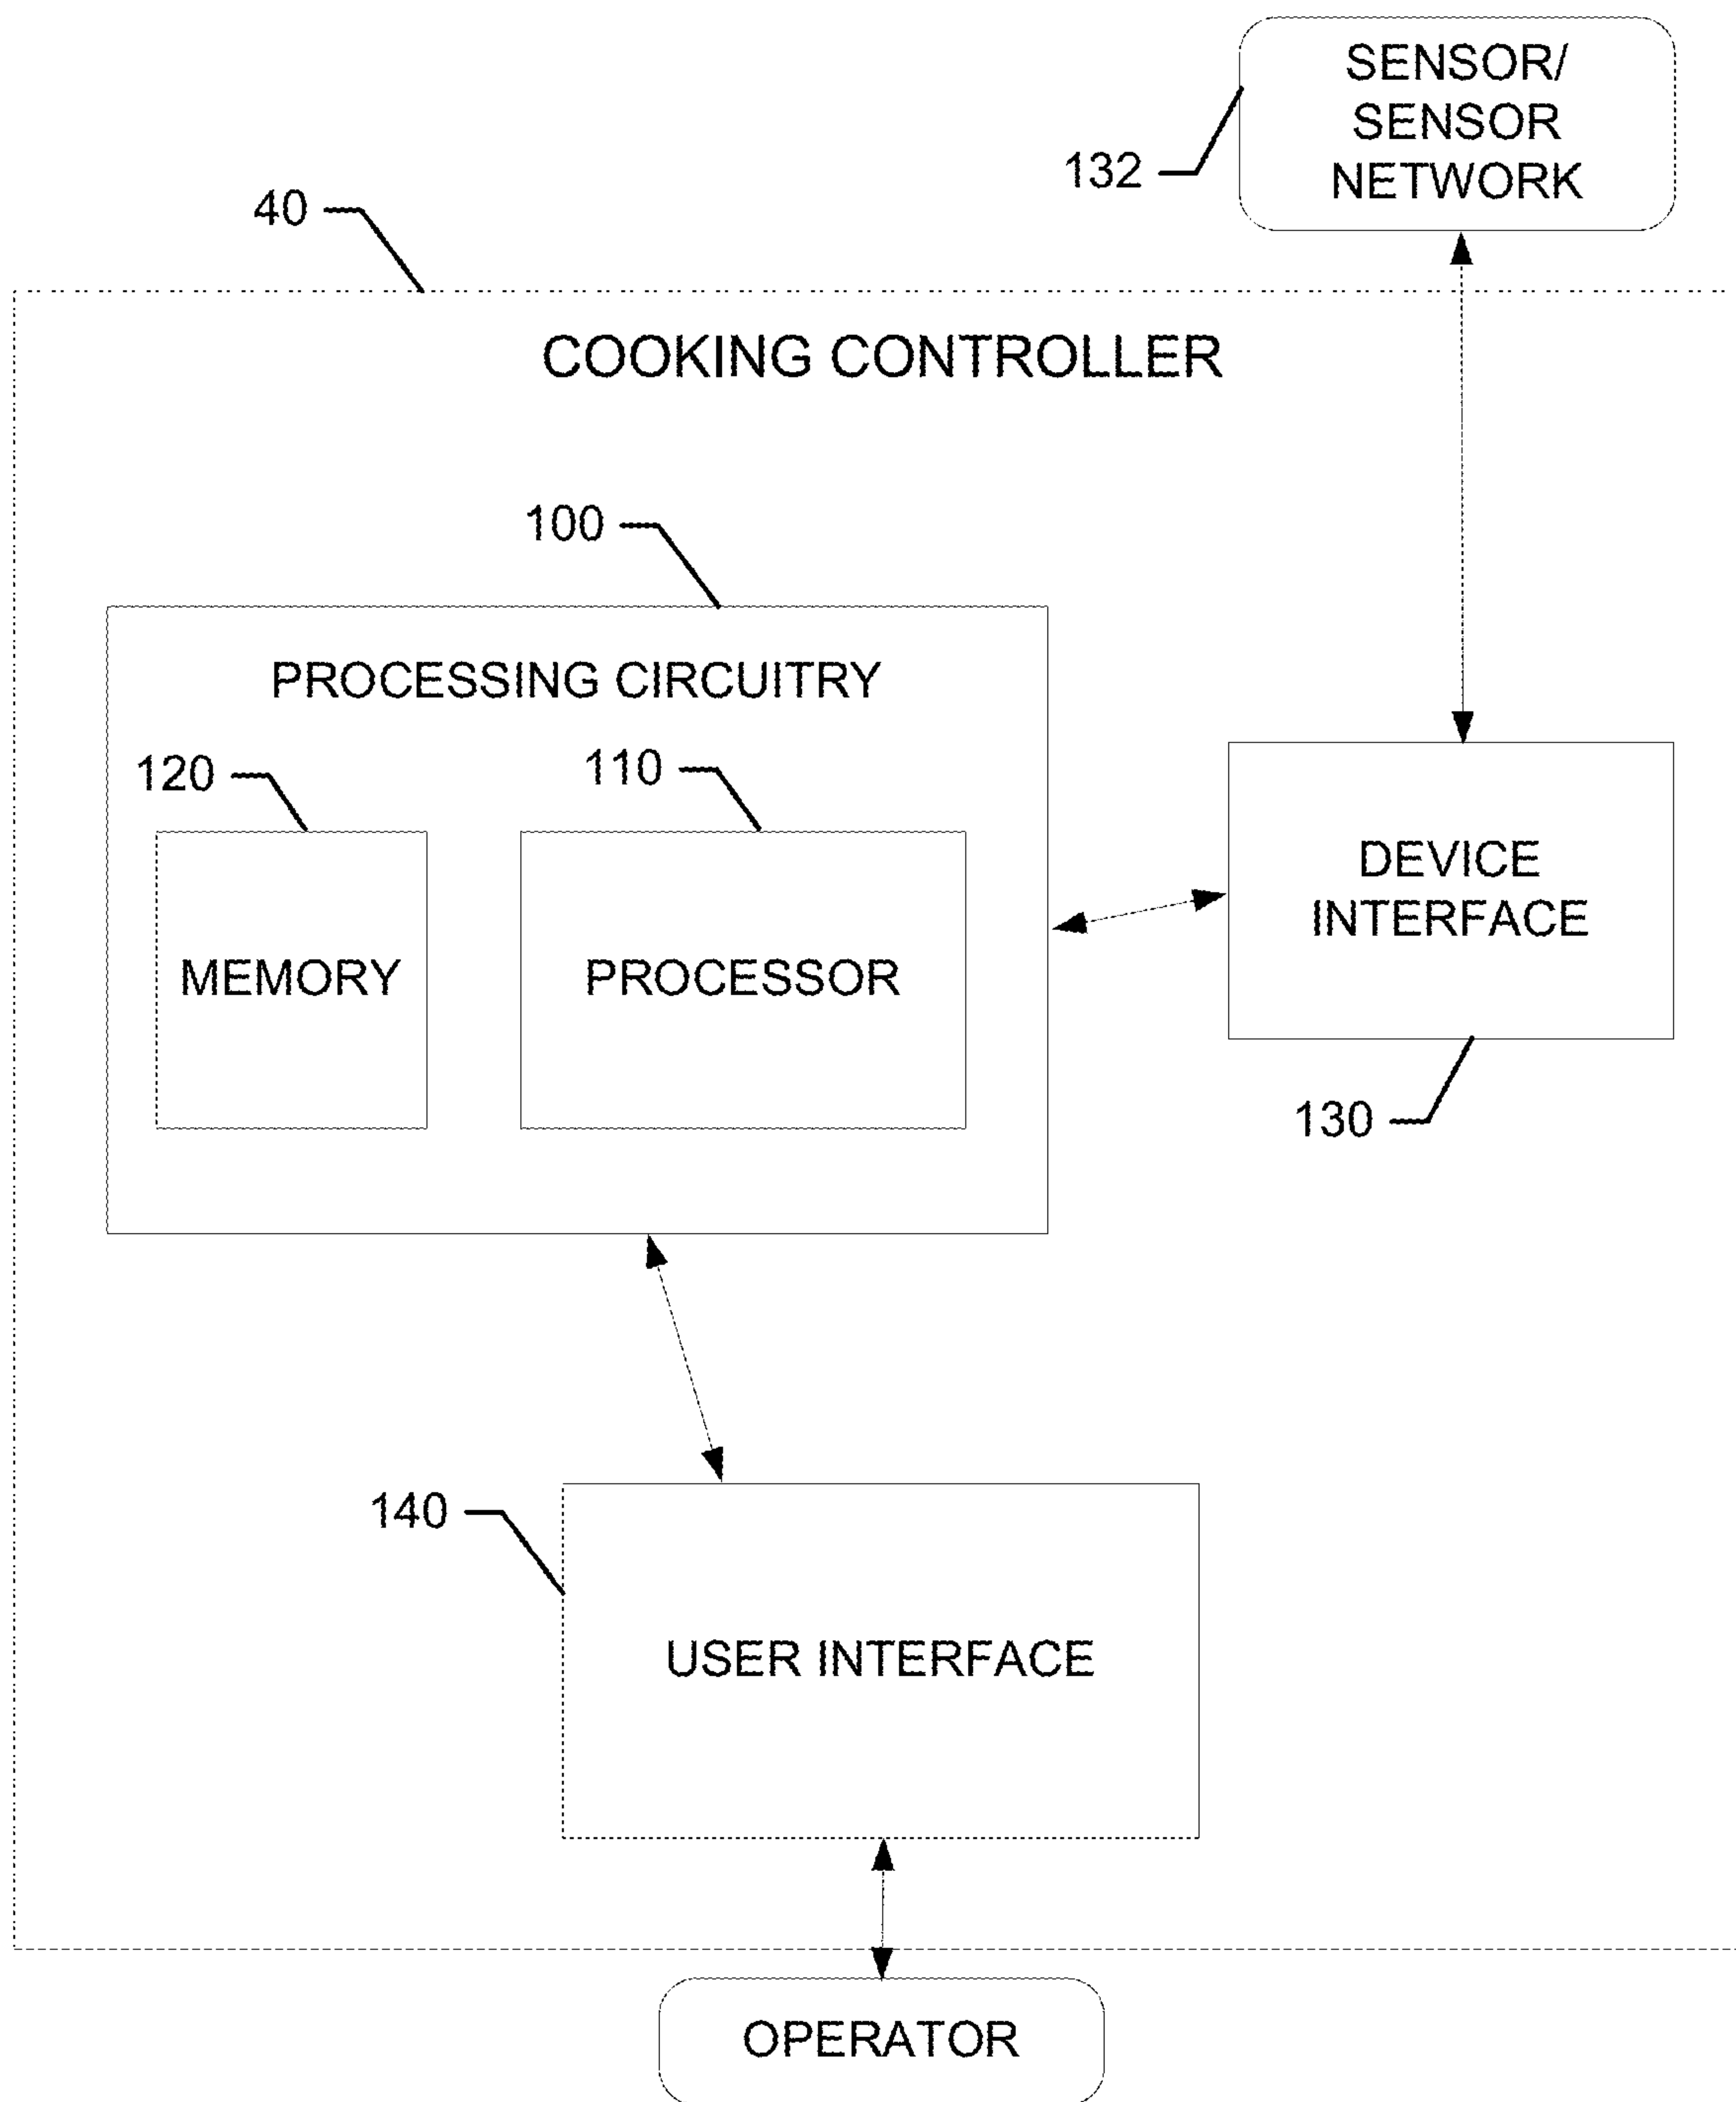 SENSOR/
SENSOR
NETWORK
132
40
COOKING CONTROLLER
100
PROCESSING CIRCUITRY
120
110
MEMORY
PROCESSOR
DEVICE
INTERFACE
130
140
USER INTERFACE
OPERATOR